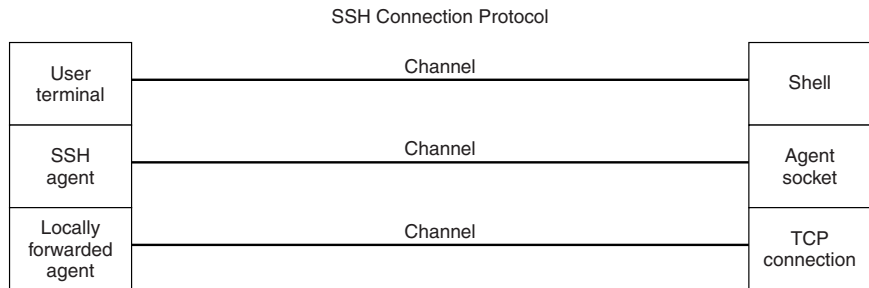 SSH Connection Protocol
User
terminal
Channel
Shell
SSH
agent
Channel
Agent
socket
Locally
forwarded
agent
Channel
TCP
connection